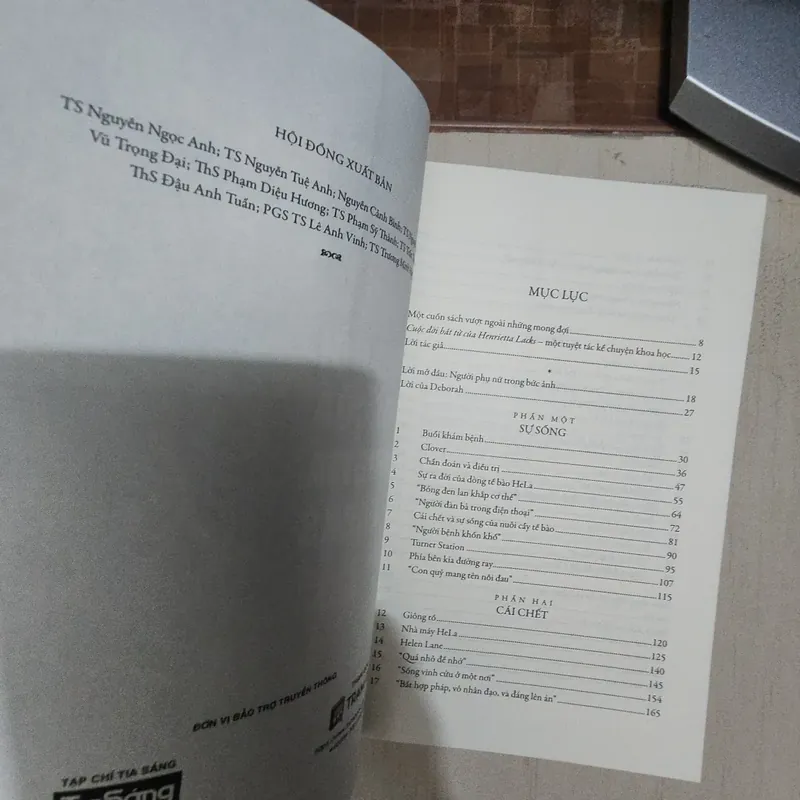 HỘI ĐỒNG XUẤT BẢN
TS Nguyễn Ngọc Anh; TS Nguyễn Tuệ Anh; Nguyễn Cảnh Bình;
Vũ Trọng Đại; ThS Phạm Diệu Hương; TS Phạm Sỹ Thành;
ThS Đậu Anh Tuấn; PGS TS Lê Anh Vinh; TS Trương
ĐƠN VỊ BẢO TRỢ TRUYỀN THÔNG
TẠP CHÍ TIA SÁNG
MỤC LỤC
Một cuốn sách vượt ngoài những mong đợi 8
Cuộc đời bất tử của Henrietta Lacks – một tuyệt tác kể chuyện khoa học 12
Lời tác giả 15
Lời mở đầu: Người phụ nữ trong bức ảnh 18
Lời của Deborah 27
PHẦN MỘT
SỰ SỐNG
1 Buổi khám bệnh 30
2 Clover 36
3 Chẩn đoán và điều trị 47
4 Sự ra đời của dòng tế bào HeLa 55
5 "Bóng đen lan khắp cơ thể" 64
6 "Người đàn bà trong điện thoại" 72
7 Cái chết và sự sống của nuôi cấy tế bào 81
8 "Người bệnh khốn khổ" 90
9 Turner Station 95
10 Phía bên kia đường ray 107
11 "Con quỷ mang tên nỗi đau" 115
PHẦN HAI
CÁI CHẾT
12 Giông tố 120
13 Nhà máy HeLa 125
14 Helen Lane 140
15 "Quá nhỏ để nhớ" 145
16 "Sống vĩnh cửu ở một nơi" 154
17 "Bất hợp pháp, vô nhân đạo, và đáng lên án" 165